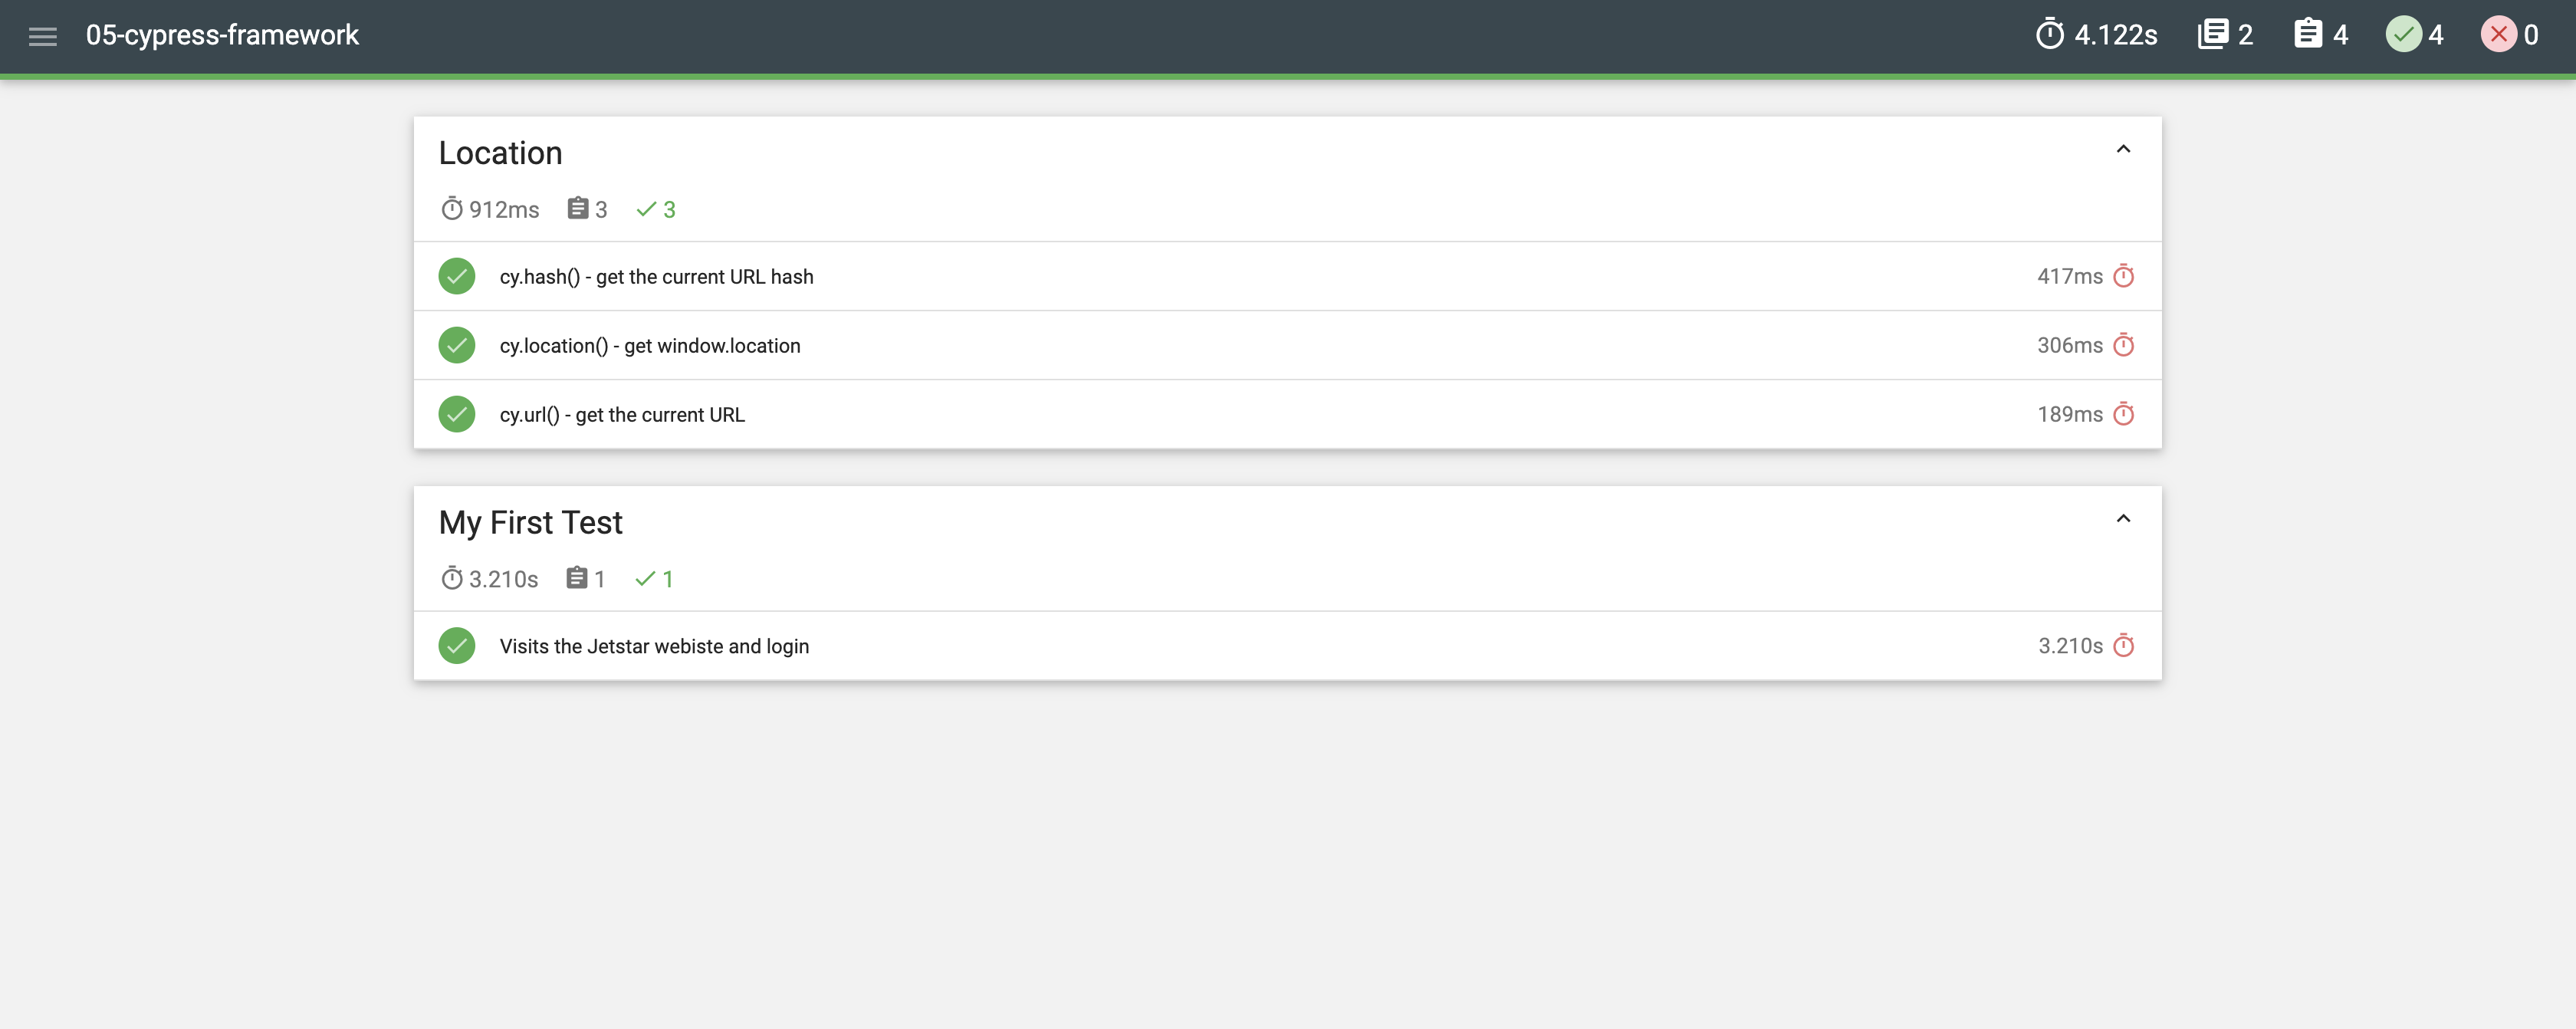 05-cypress-framework 4.122s 2 4 4 0
Location
912ms 3 3
cy.hash() - get the current URL hash 417ms
cy.location() - get window.location 306ms
cy.url() - get the current URL 189ms
My First Test
3.210s 1 1
Visits the Jetstar webiste and login 3.210s